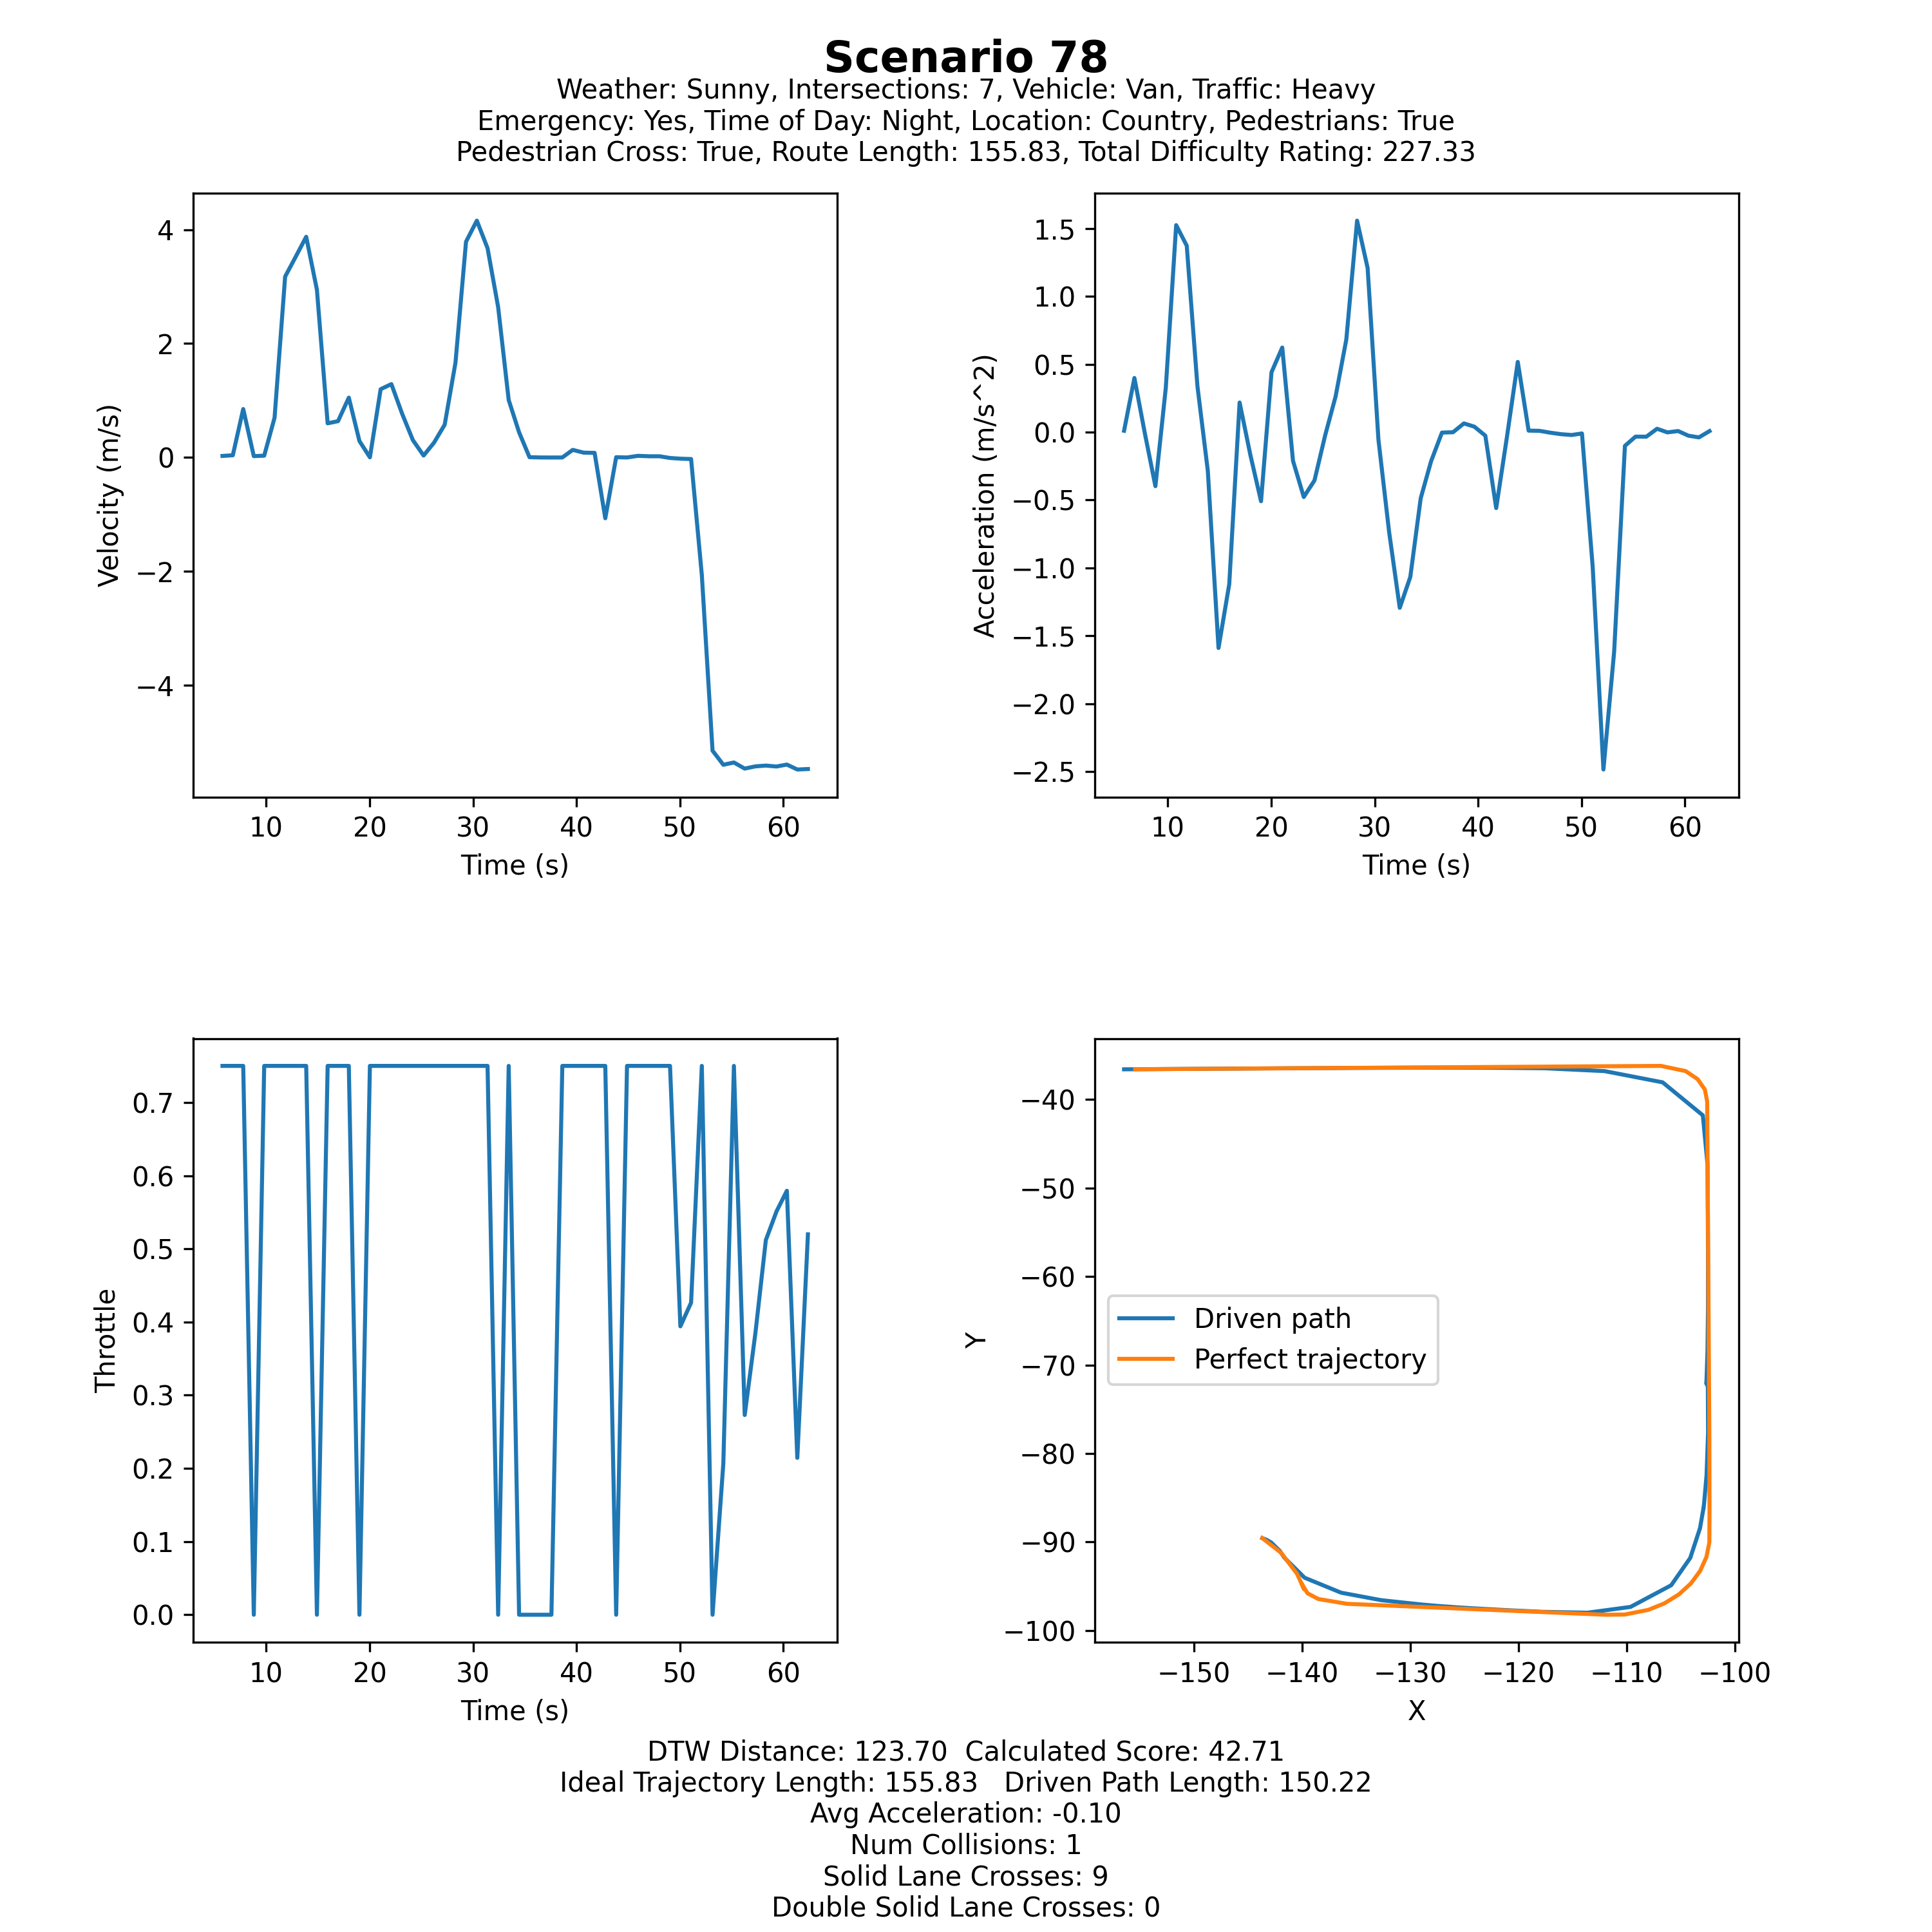 Scenario 78
Weather: Sunny, Intersections: 7, Vehicle: Van, Traffic: Heavy
Emergency: Yes, Time of Day: Night, Location: Country, Pedestrians: True
Pedestrian Cross: True, Route Length: 155.83, Total Difficulty Rating: 227.33
4
2
0
−2
−4
Velocity (m/s)
10 20 30 40 50 60
Time (s)
1.5
1.0
0.5
0.0
−0.5
−1.0
−1.5
−2.0
−2.5
Acceleration (m/s^2)
10 20 30 40 50 60
Time (s)
0.7
0.6
0.5
0.4
0.3
0.2
0.1
0.0
Throttle
10 20 30 40 50 60
Time (s)
−40
−50
−60
−70
−80
−90
−100
Y
Driven path
Perfect trajectory
−150 −140 −130 −120 −110 −100
X
DTW Distance: 123.70  Calculated Score: 42.71
Ideal Trajectory Length: 155.83   Driven Path Length: 150.22
Avg Acceleration: -0.10
Num Collisions: 1
Solid Lane Crosses: 9
Double Solid Lane Crosses: 0